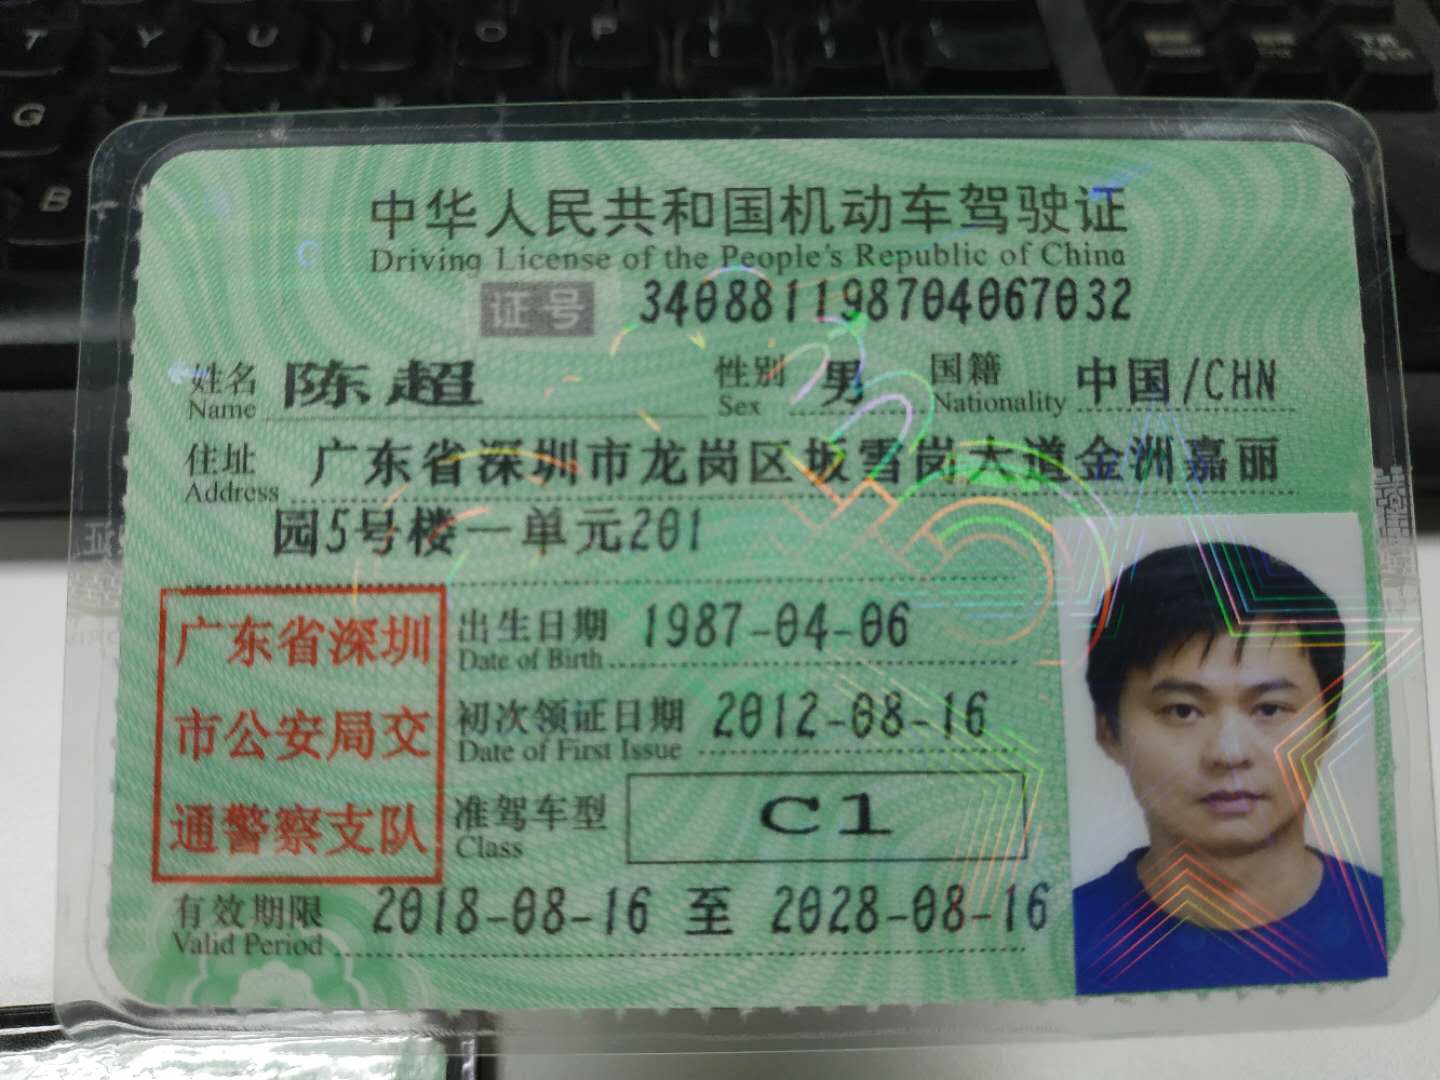 中华人民共和国机动车驾驶证
Driving License of the People's Republic of China
证号 340881198704067032
姓名 Name 陈超 性别 Sex 男 国籍 Nationality 中国/CHN
住址 Address 广东省深圳市龙岗区坂雪岗大道金洲嘉丽
园5号楼一单元201
广东省深圳
市公安局交
通警察支队
出生日期 Date of Birth 1987-04-06
初次领证日期 Date of First Issue 2012-08-16
准驾车型 Class C1
有效期限 Valid Period 2018-08-16 至 2028-08-16
T Y U I O P
G H
B